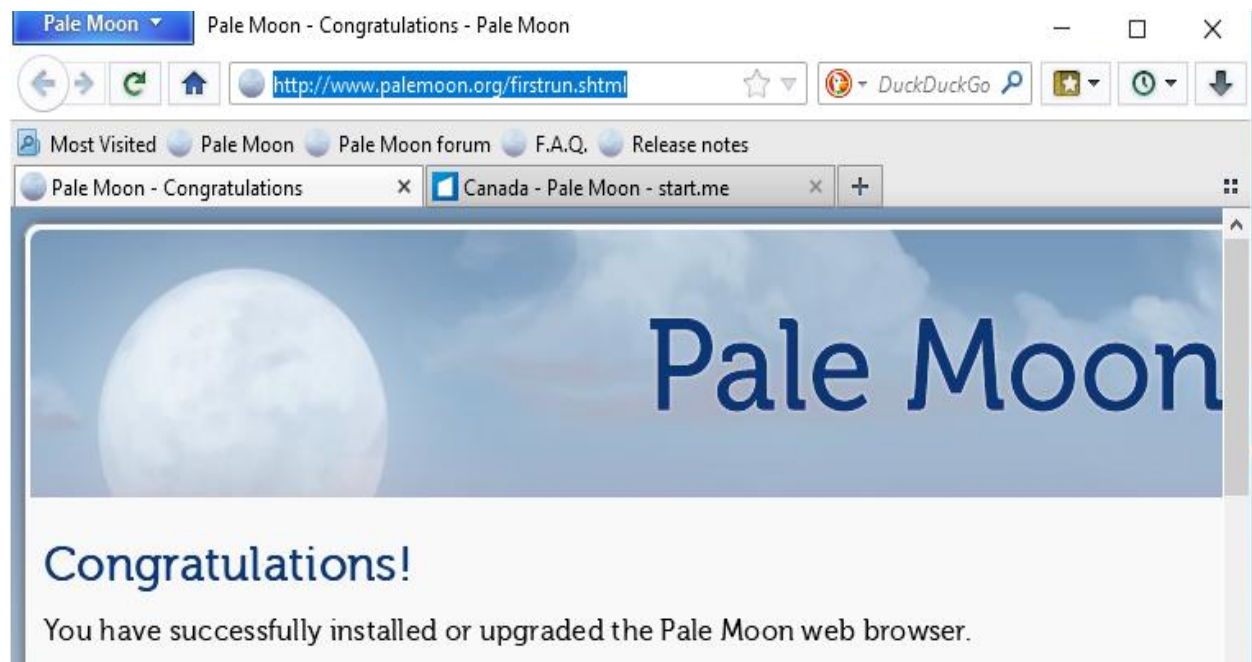 Pale Moon Pale Moon - Congratulations - Pale Moon
http://www.palemoon.org/firstrun.shtml DuckDuckGo
Most Visited Pale Moon Pale Moon forum F.A.Q. Release notes
Pale Moon - Congratulations Canada - Pale Moon - start.me
Pale Moon
Congratulations!
You have successfully installed or upgraded the Pale Moon web browser.